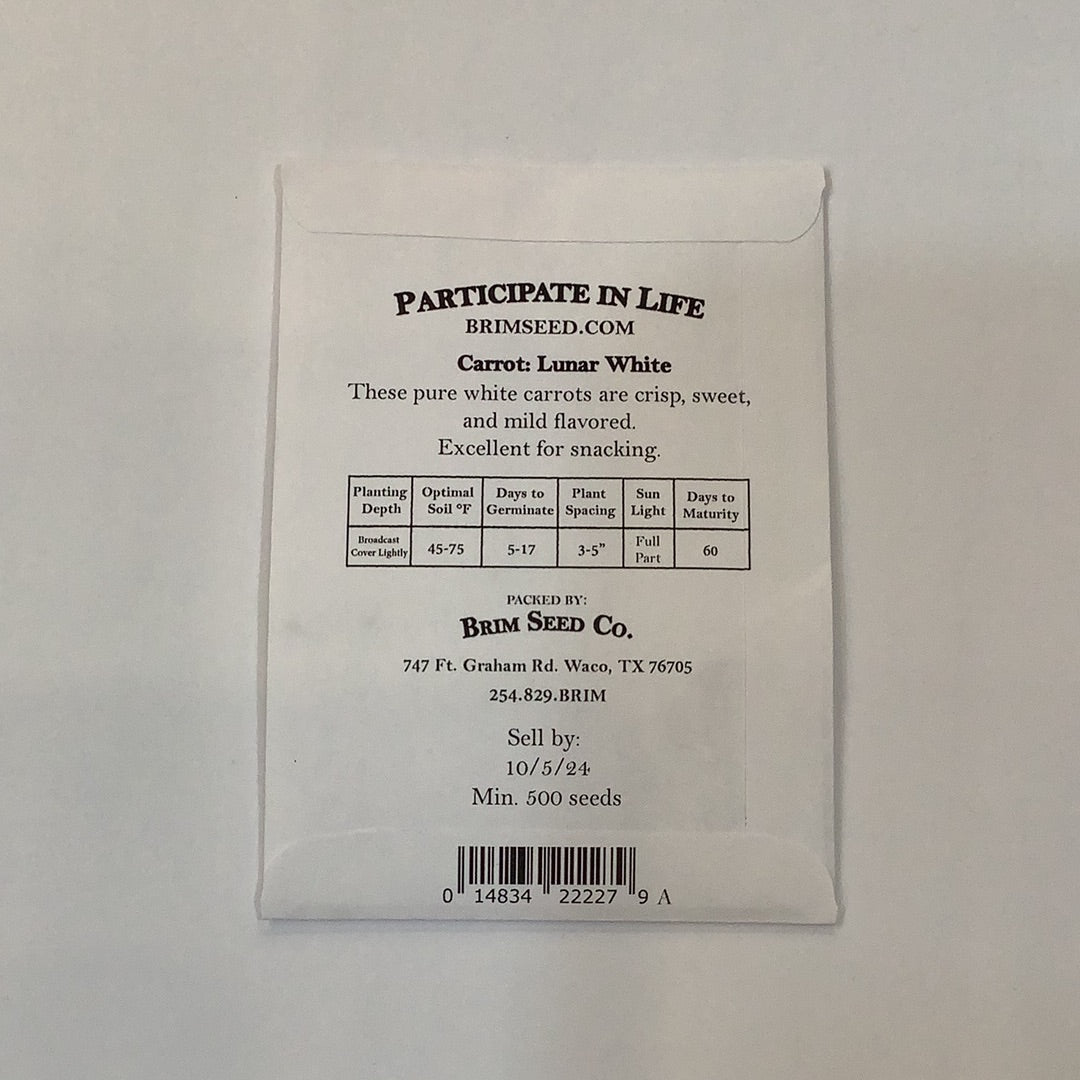 PARTICIPATE IN LIFE
BRIMSEED.COM
Carrot: Lunar White
These pure white carrots are crisp, sweet,
and mild flavored.
Excellent for snacking.
Planting Depth Optimal Soil ºF Days to Germinate Plant Spacing Sun Light Days to Maturity
Broadcast Cover Lightly 45-75 5-17 3-5” Full Part 60
PACKED BY:
BRIM SEED CO.
747 Ft. Graham Rd. Waco, TX 76705
254.829.BRIM
Sell by:
10/5/24
Min. 500 seeds
0 14834 22227 9 A